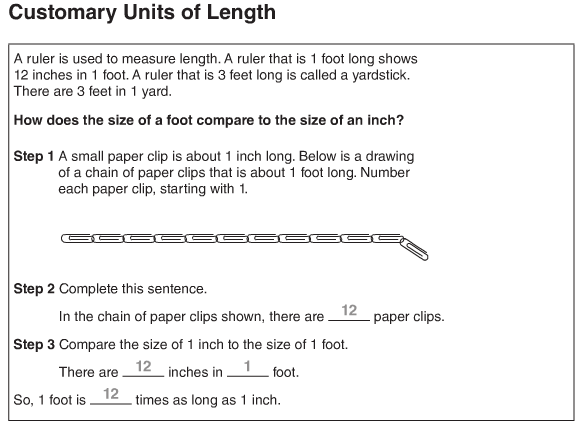 Customary Units of Length
A ruler is used to measure length. A ruler that is 1 foot long shows
12 inches in 1 foot. A ruler that is 3 feet long is called a yardstick.
There are 3 feet in 1 yard.
How does the size of a foot compare to the size of an inch?
Step 1 A small paper clip is about 1 inch long. Below is a drawing
of a chain of paper clips that is about 1 foot long. Number
each paper clip, starting with 1.
Step 2 Complete this sentence.
In the chain of paper clips shown, there are 12 paper clips.
Step 3 Compare the size of 1 inch to the size of 1 foot.
There are 12 inches in 1 foot.
So, 1 foot is 12 times as long as 1 inch.